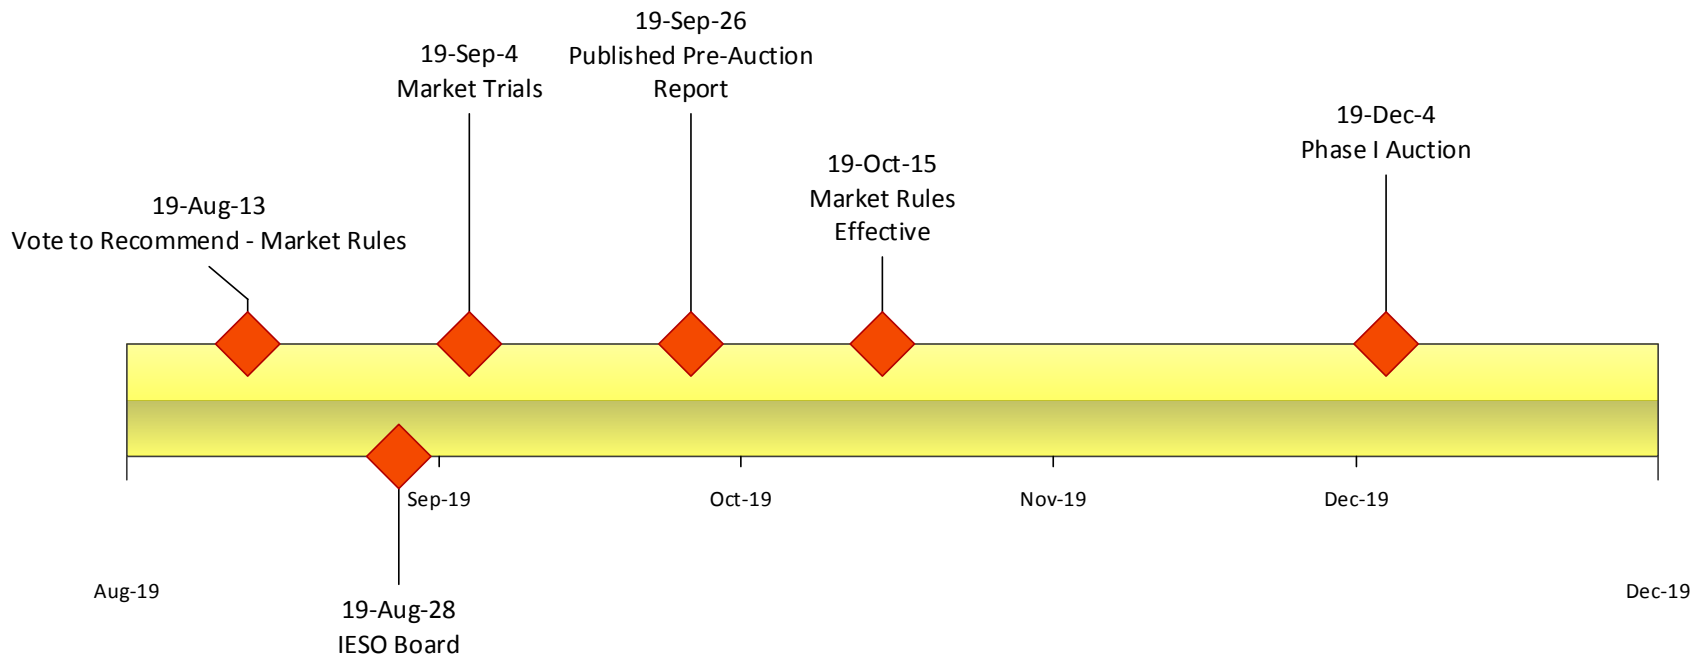 19-Sep-26
Published Pre-Auction
Report
19-Sep-4
Market Trials
19-Dec-4
Phase I Auction
19-Oct-15
Market Rules
Effective
19-Aug-13
Vote to Recommend - Market Rules
Sep-19
Oct-19
Nov-19
Dec-19
Aug-19
Dec-19
19-Aug-28
IESO Board